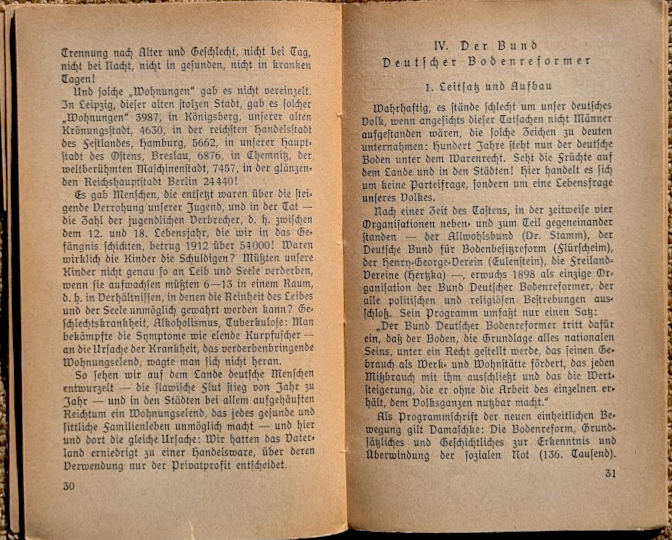 Trennung nach Alter und Geschlecht, nicht bei Tag,
nicht bei Nacht, nicht in gesunden, nicht in kranken
Tagen!
Und solche „Wohnungen" gab es nicht vereinzelt.
In Leipzig, dieser alten stolzen Stadt, gab es solcher
„Wohnungen" 3987, in Königsberg, unserer alten
Krönungsstadt, 4630, in der reichsten Handelsstadt
des Festlandes, Hamburg, 5662, in unserer Haupt-
stadt des Ostens, Breslau, 6876, in Chemnitz, der
weltberühmten Maschinenstadt, 7457, in der glänzen-
den Reichshauptstadt Berlin 24440!
Es gab Menschen, die entsetzt waren über die stei-
gende Verrohung unserer Jugend, und in der Tat —
die Zahl der jugendlichen Verbrecher, d. h. zwischen
dem 12. und 18. Lebensjahr, die wir in das Ge-
fängnis schickten, betrug 1912 über 54000! Waren
wirklich die Kinder die Schuldigen? Müßten unsere
Kinder nicht genau so an Leib und Seele verderben,
wenn sie aufwachsen müßten 6—13 in einem Raum,
d. h. in Verhältnissen, in denen die Reinheit des Leibes
und der Seele unmöglich gewahrt werden kann? Ge-
schlechtskrankheit, Alkoholismus, Tuberkulose: Man
bekämpfte die Symptome wie elende Kurpfuscher —
an die Ursache der Krankheit, das verderbenbringende
Wohnungselend, wagte man sich nicht heran.
So sehen wir auf dem Lande deutsche Menschen
entwurzelt — die slawische Flut stieg von Jahr zu
Jahr — und in den Städten bei allem aufgehäuften
Reichtum ein Wohnungselend, das jedes gesunde und
sittliche Familienleben unmöglich macht — und hier
und dort die gleiche Ursache: Wir hatten das Vater-
land erniedrigt zu einer Handelsware, über deren
Verwendung nur der Privatprofit entscheidet.
30
IV. Der Bund
Deutscher Bodenreformer
1. Leitsatz und Aufbau
Wahrhaftig, es stände schlecht um unser deutsches
Volk, wenn angesichts dieser Tatsachen nicht Männer
aufgestanden wären, die solche Zeichen zu deuten
unternahmen: Hundert Jahre steht nun der deutsche
Boden unter dem Warenrecht. Seht die Früchte auf
dem Lande und in den Städten! Hier handelt es sich
um keine Parteifrage, sondern um eine Lebensfrage
unseres Volkes.
Nach einer Zeit des Tastens, in der zeitweise vier
Organisationen neben- und zum Teil gegeneinander
standen — der Allwohlsbund (Dr. Stamm), der
Deutsche Bund für Bodenbesitzreform (Flürscheim),
der Henry-George-Verein (Eulenstein), die Freiland-
Vereine (Hertzka) —, erwuchs 1898 als einzige Or-
ganisation der Bund Deutscher Bodenreformer, der
alle politischen und religiösen Bestrebungen aus-
schloß. Sein Programm umfaßt nur einen Satz:
„Der Bund Deutscher Bodenreformer tritt dafür
ein, daß der Boden, die Grundlage alles nationalen
Seins, unter ein Recht gestellt werde, das seinen Ge-
brauch als Werk- und Wohnstätte fördert, das jeden
Mißbrauch mit ihm ausschließt und das die Wert-
steigerung, die er ohne die Arbeit des einzelnen er-
hält, dem Volksganzen nutzbar macht."
Als Programmschrift der neuen einheitlichen Be-
wegung gilt Damaschke: Die Bodenreform, Grund-
sätzliches und Geschichtliches zur Erkenntnis und
Überwindung der sozialen Not (136. Tausend).
31